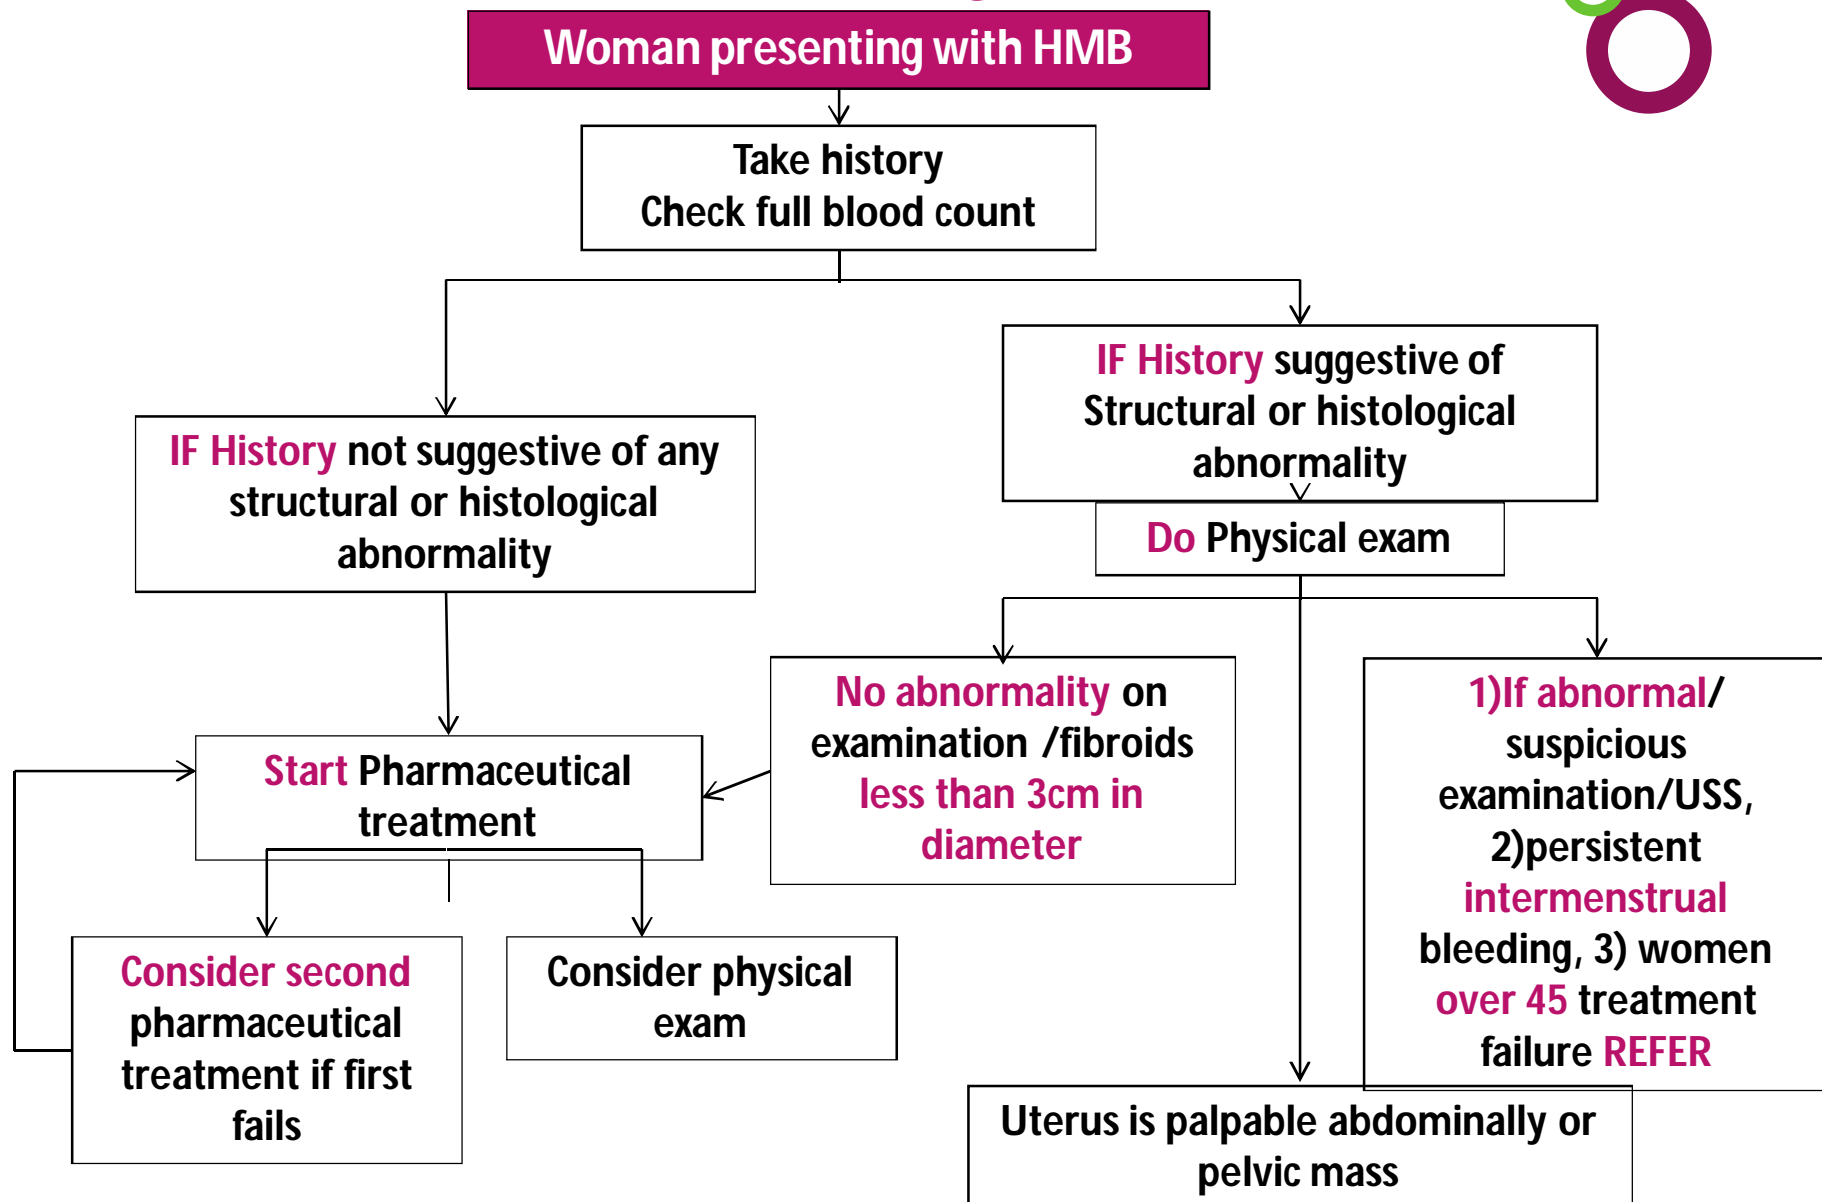 Woman presenting with HMB
Take history
Check full blood count
IF History suggestive of
Structural or histological
abnormality
IF History not suggestive of any
structural or histological
abnormality
Do Physical exam
No abnormality on
examination /fibroids
less than 3cm in
diameter
1)If abnormal/
suspicious
examination/USS,
2)persistent
intermenstrual
bleeding, 3) women
over 45 treatment
failure REFER
Start Pharmaceutical
treatment
Consider second
pharmaceutical
treatment if first
fails
Consider physical
exam
Uterus is palpable abdominally or
pelvic mass